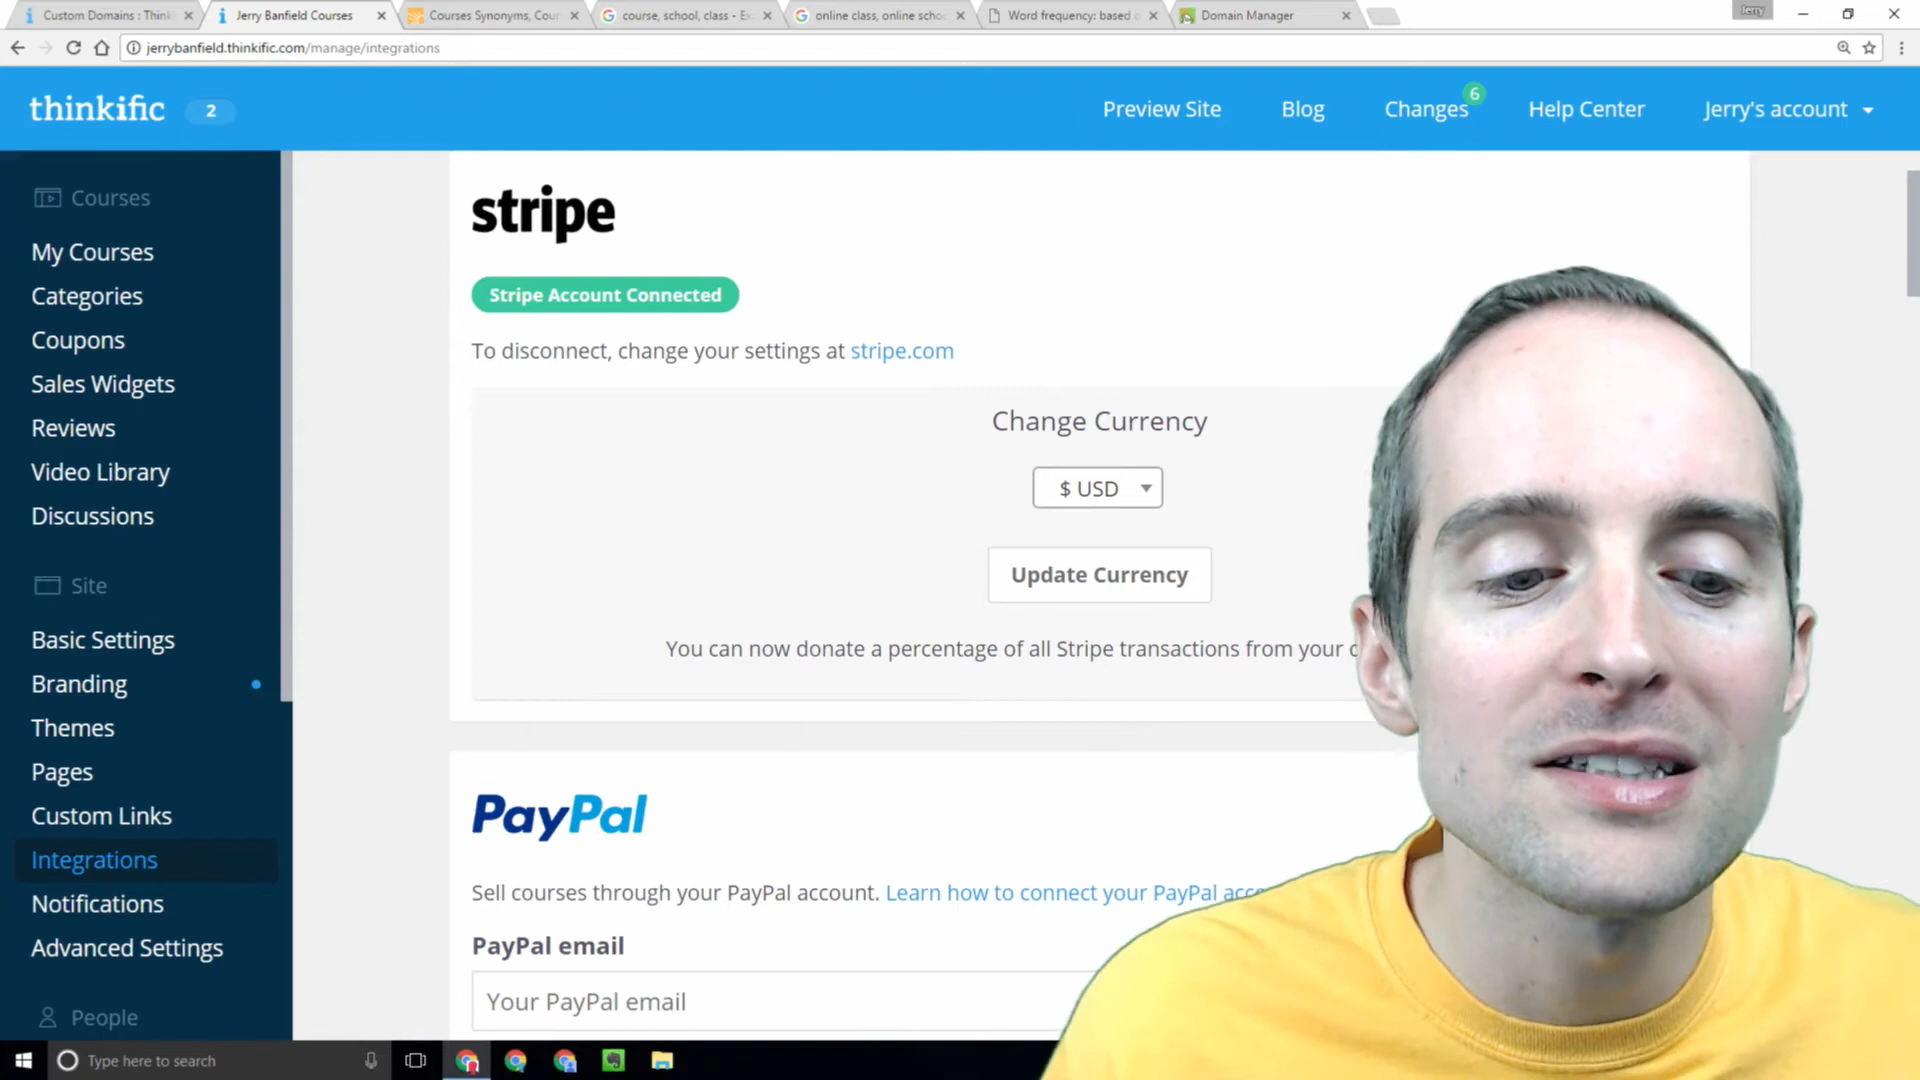 Custom Domains : Think
Jerry Banfield Courses
Courses Synonyms, Cour
course, school, class - Ex
online class, online schoo
Word frequency: based o
Domain Manager
Jerry
jerrybanfield.thinkific.com/manage/integrations
thinkific
2
Preview Site
Blog
Changes
6
Help Center
Jerry's account
Courses
My Courses
Categories
Coupons
Sales Widgets
Reviews
Video Library
Discussions
Site
Basic Settings
Branding
Themes
Pages
Custom Links
Integrations
Notifications
Advanced Settings
People
stripe
Stripe Account Connected
To disconnect, change your settings at stripe.com
Change Currency
$ USD
Update Currency
You can now donate a percentage of all Stripe transactions from your
PayPal
Sell courses through your PayPal account. Learn how to connect your PayPal acc
PayPal email
Your PayPal email
Type here to search